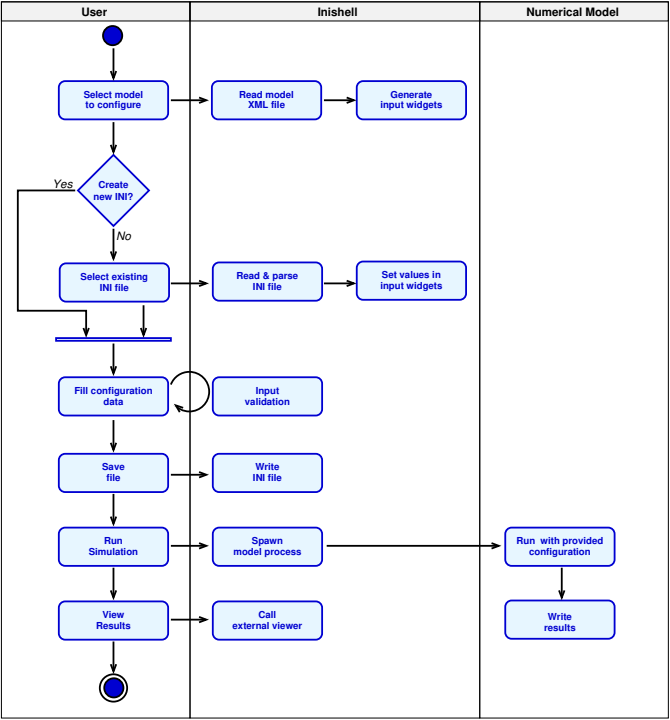 User
Inishell
Numerical Model
Select model
to configure
Read model
XML file
Generate
input widgets
Yes
Create
new INI?
No
Select existing
INI file
Read & parse
INI file
Set values in
input widgets
Fill configuration
data
Input
validation
Save
file
Write
INI file
Run
Simulation
Spawn
model process
Run with provided
configuration
View
Results
Call
external viewer
Write
results